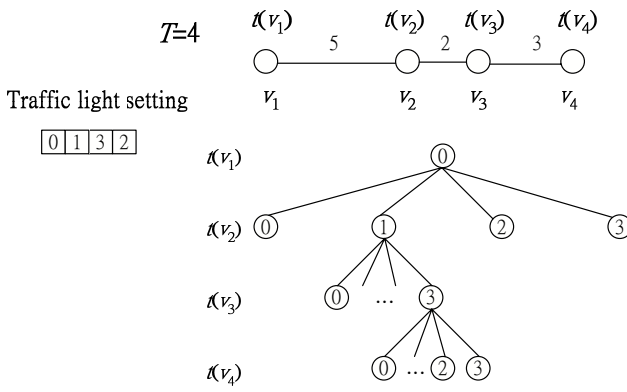 T=4
t(v1) t(v2) t(v3) t(v4)
5 2 3
v1 v2 v3 v4
Traffic light setting
0 1 3 2
t(v1) 0
t(v2) 0 1 2 3
t(v3) 0 ... 3
t(v4) 0 ... 2 3